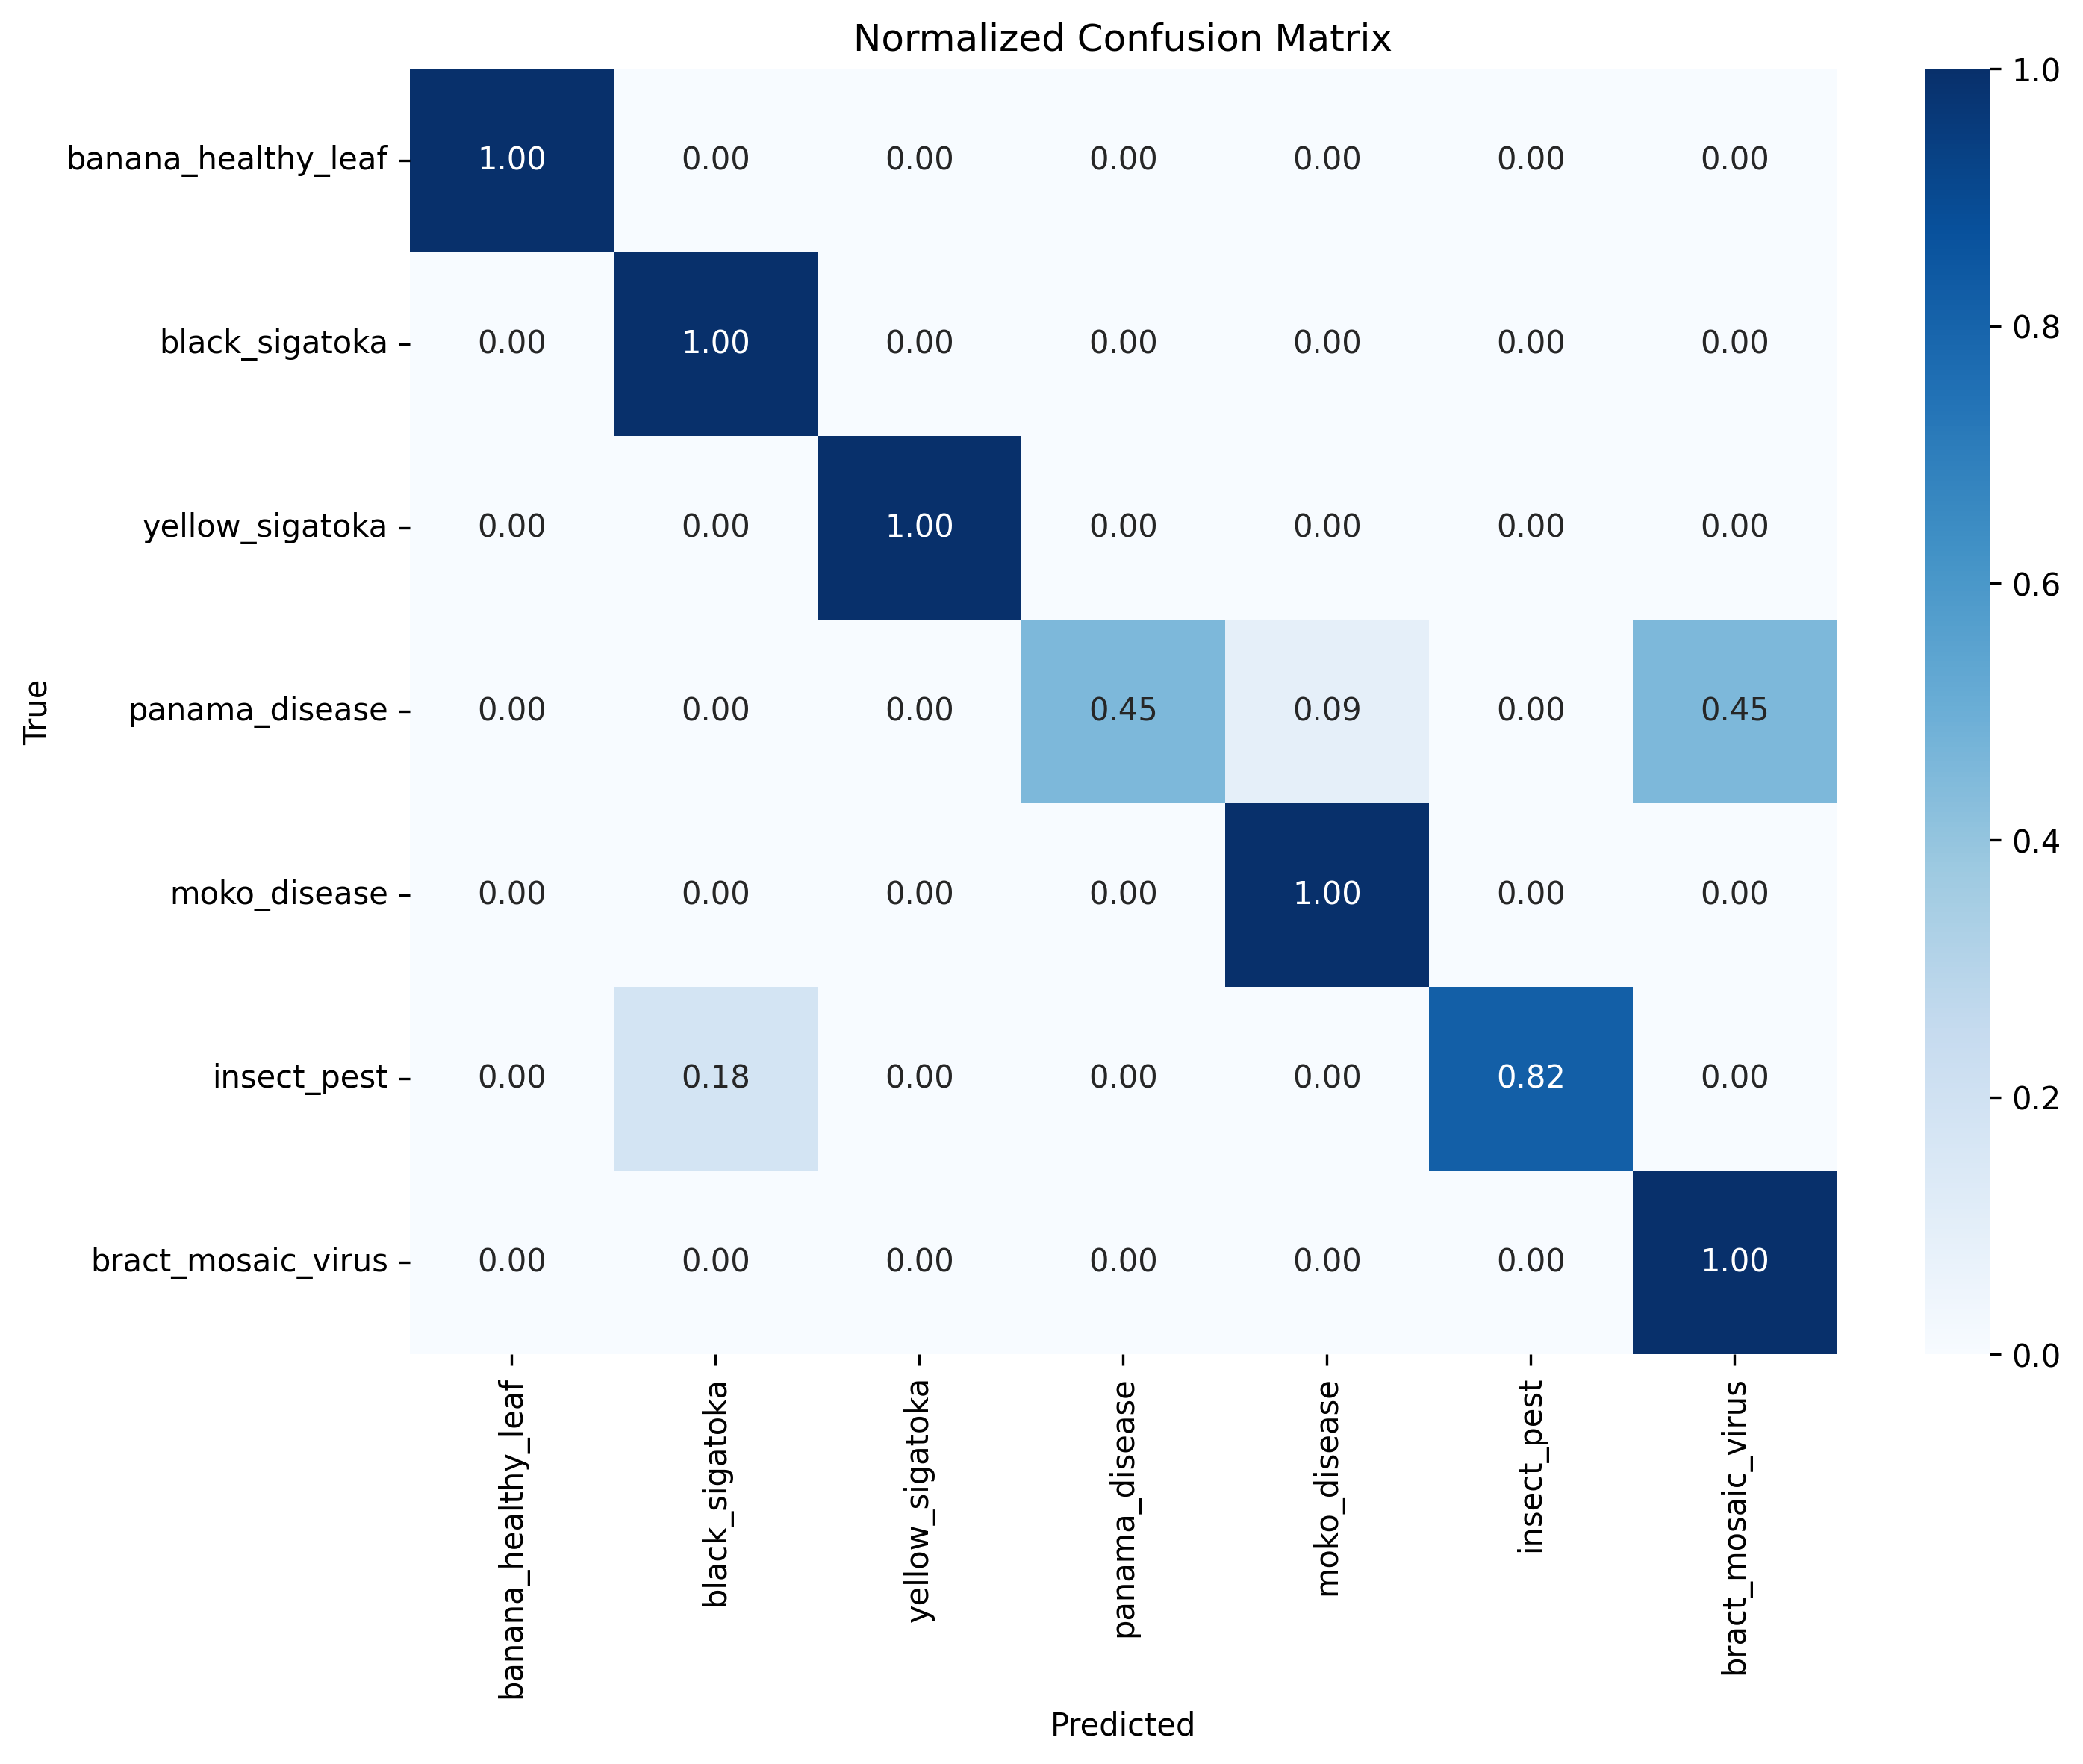 Normalized Confusion Matrix
True
banana_healthy_leaf 1.00 0.00 0.00 0.00 0.00 0.00 0.00
black_sigatoka 0.00 1.00 0.00 0.00 0.00 0.00 0.00
yellow_sigatoka 0.00 0.00 1.00 0.00 0.00 0.00 0.00
panama_disease 0.00 0.00 0.00 0.45 0.09 0.00 0.45
moko_disease 0.00 0.00 0.00 0.00 1.00 0.00 0.00
insect_pest 0.00 0.18 0.00 0.00 0.00 0.82 0.00
bract_mosaic_virus 0.00 0.00 0.00 0.00 0.00 0.00 1.00
banana_healthy_leaf
black_sigatoka
yellow_sigatoka
panama_disease
moko_disease
insect_pest
bract_mosaic_virus
Predicted
1.0
0.8
0.6
0.4
0.2
0.0